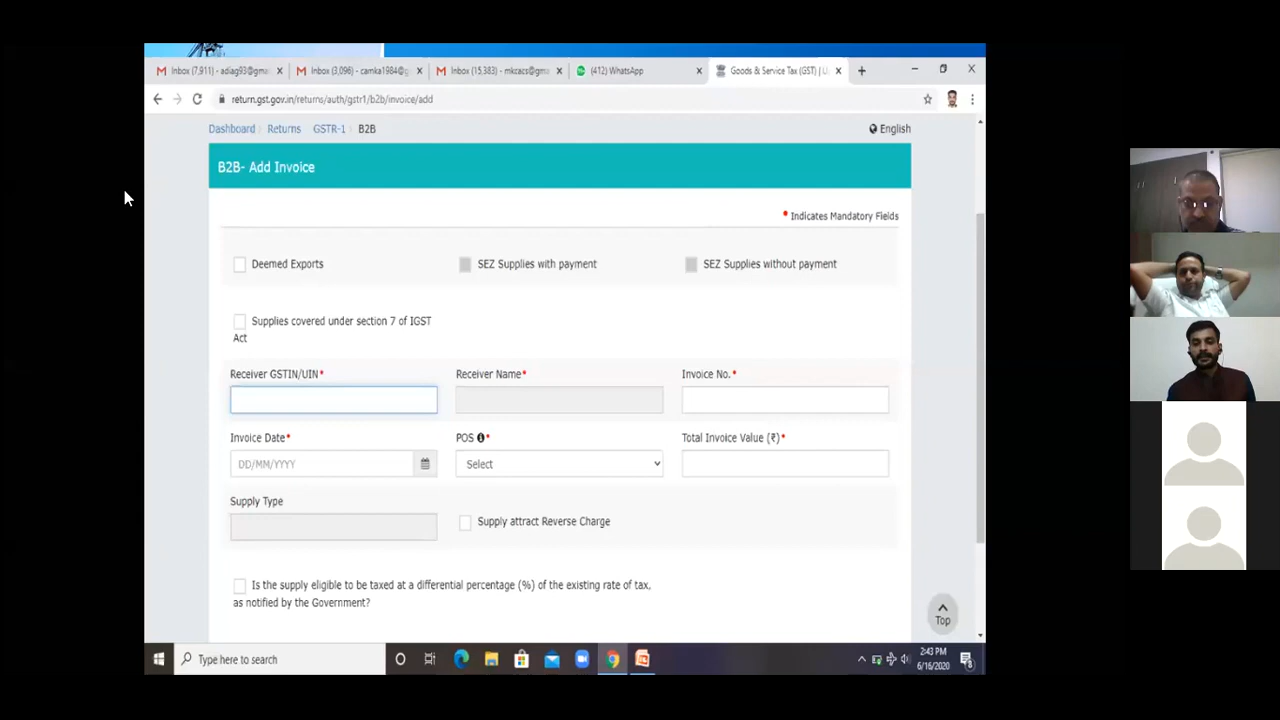 Inbox (7,911) - adiag93@gma
Inbox (3,096) - camka1984@g
Inbox (15,383) - mkcacs@gm
(412) WhatsApp
Goods & Service Tax (GST) | U
return.gst.gov.in/returns/auth/gstr1/b2b/invoice/add
Dashboard / Returns / GSTR-1 / B2B
English
B2B- Add Invoice
• Indicates Mandatory Fields
Deemed Exports
SEZ Supplies with payment
SEZ Supplies without payment
Supplies covered under section 7 of IGST
Act
Receiver GSTIN/UIN•
Receiver Name•
Invoice No.•
Invoice Date•
POS •
Total Invoice Value (₹)•
DD/MM/YYYY
Select
Supply Type
Supply attract Reverse Charge
Is the supply eligible to be taxed at a differential percentage (%) of the existing rate of tax,
as notified by the Government?
Top
Type here to search
2:43 PM
6/16/2020